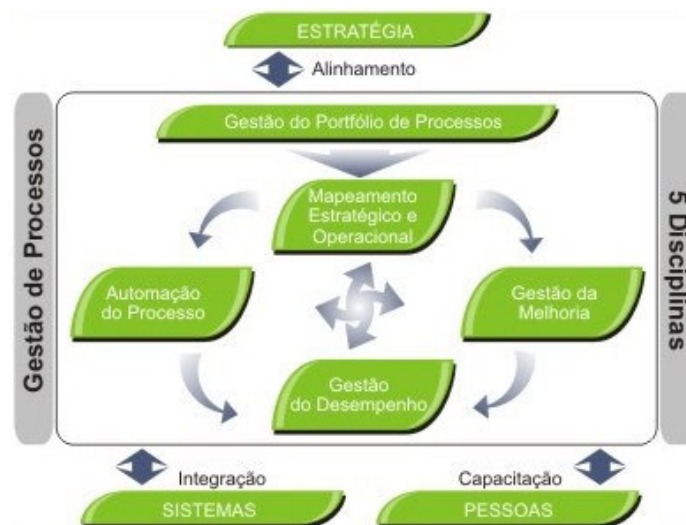 ESTRATÉGIA
Alinhamento
Gestão de Processos
5 Disciplinas
Gestão do Portfólio de Processos
Mapeamento
Estratégico e
Operacional
Automação
do Processo
Gestão da
Melhoria
Gestão
do Desempenho
Integração
Capacitação
SISTEMAS
PESSOAS